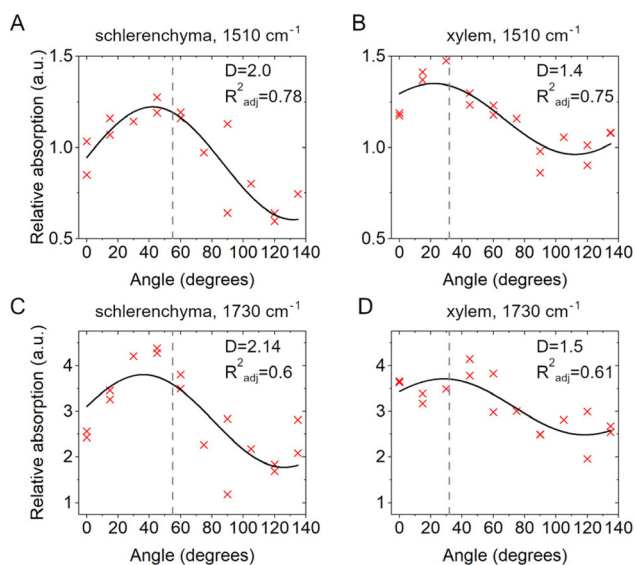 A
schlerenchyma, 1510 cm⁻¹
D=2.0
R²adj=0.78
Relative absorption (a.u.)
1.5
1.0
0.5
0 20 40 60 80 100 120 140
Angle (degrees)
B
xylem, 1510 cm⁻¹
D=1.4
R²adj=0.75
1.5
1.0
0.5
0 20 40 60 80 100 120 140
Angle (degrees)
C
schlerenchyma, 1730 cm⁻¹
D=2.14
R²adj=0.6
Relative absorption (a.u.)
4
3
2
1
0 20 40 60 80 100 120 140
Angle (degrees)
D
xylem, 1730 cm⁻¹
D=1.5
R²adj=0.61
4
3
2
1
0 20 40 60 80 100 120 140
Angle (degrees)